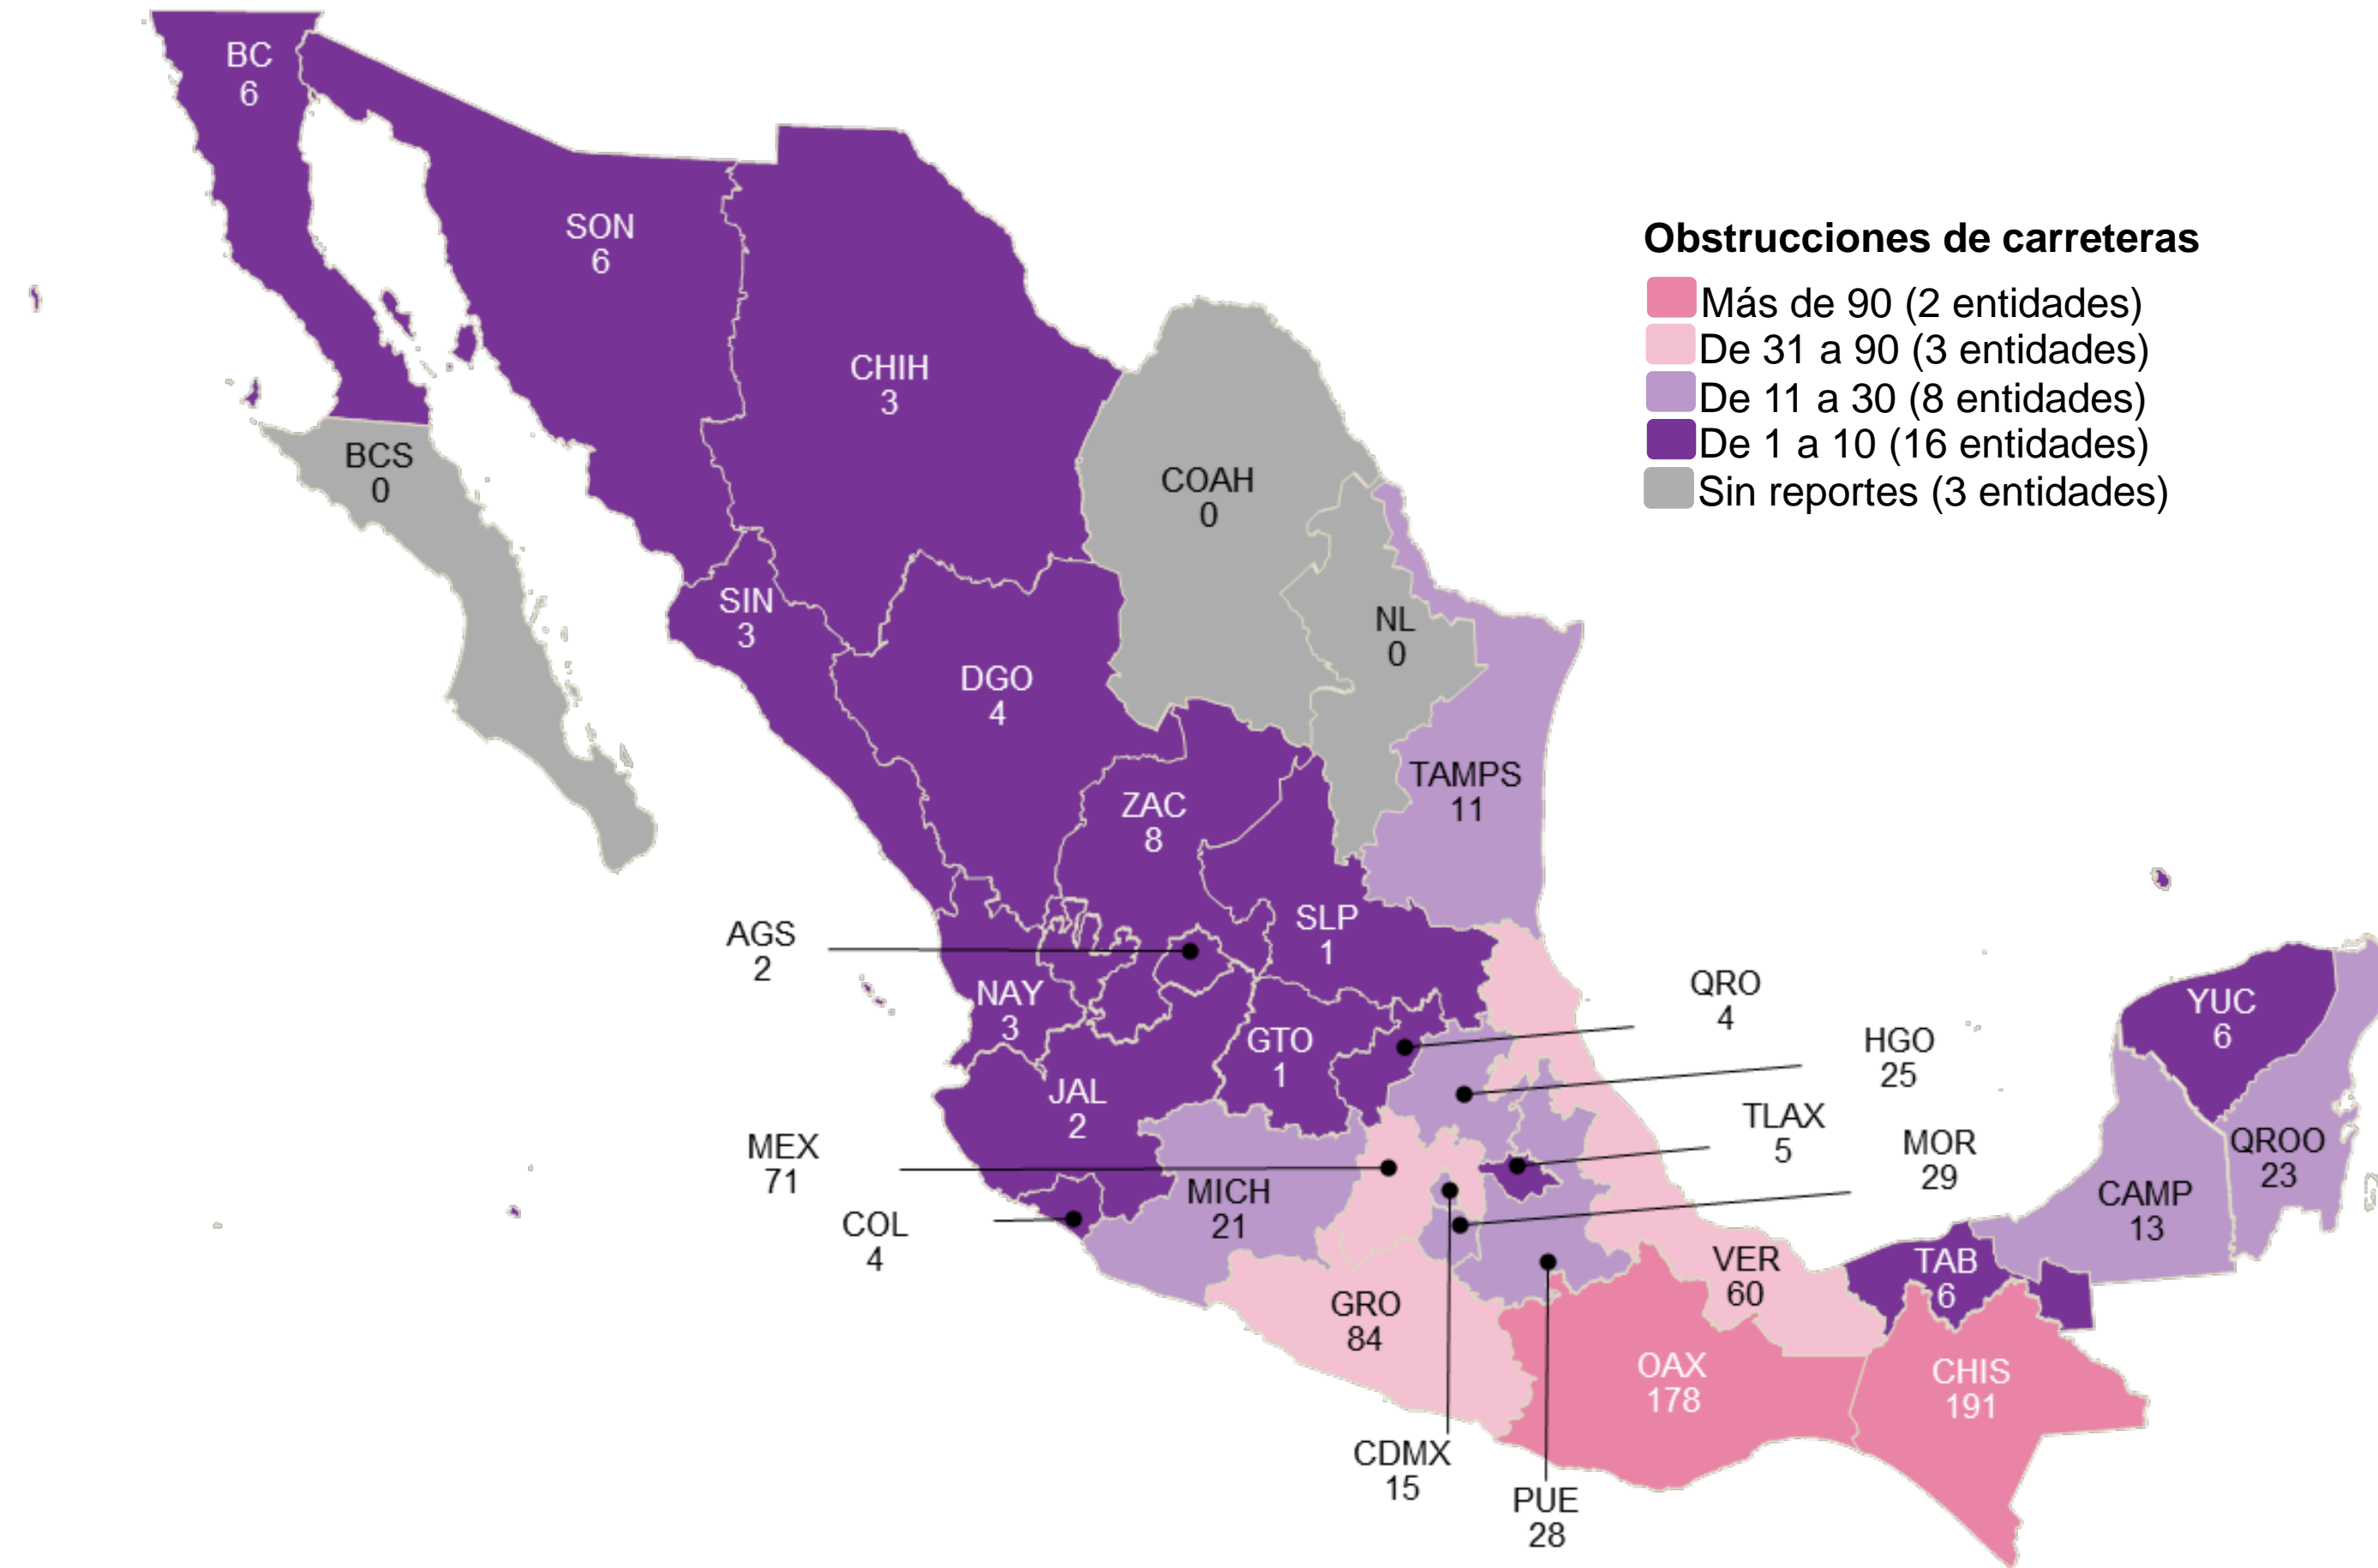 BC
6
SON
6
CHIH
3
BCS
0
COAH
0
Obstrucciones de carreteras
Más de 90 (2 entidades)
De 31 a 90 (3 entidades)
De 11 a 30 (8 entidades)
De 1 a 10 (16 entidades)
Sin reportes (3 entidades)
SIN
3
NL
0
DGO
4
TAMPS
11
ZAC
8
AGS
2
SLP
1
NAY
3
QRO
4
YUC
6
GTO
1
HGO
25
JAL
2
TLAX
5
MEX
71
MOR
29
QROO
23
MICH
21
CAMP
13
COL
4
VER
60
TAB
6
GRO
84
OAX
178
CHIS
191
CDMX
15
PUE
28